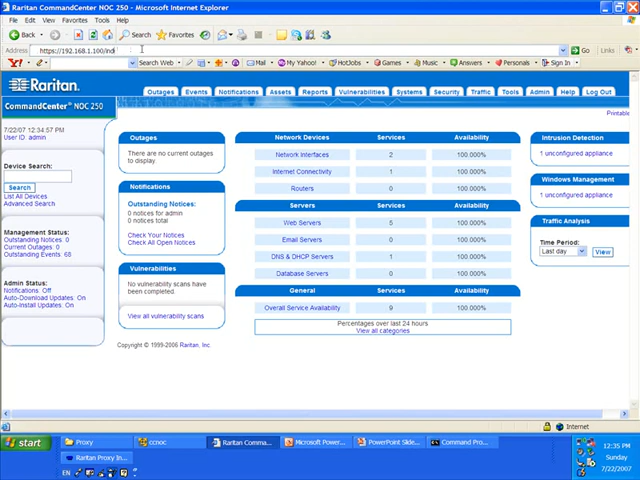 Raritan CommandCenter NOC 250 - Microsoft Internet Explorer
File Edit View Favorites Tools Help
Back Search Favorites
Address https://192.168.1.100/ind Go Links
Y! Search Web Mail My Yahoo! HotJobs Games Music Answers Personals Sign In
Raritan.
Outages Events Notifications Assets Reports Vulnerabilities Systems Security Traffic Tools Admin Help Log Out
CommandCenter NOC 250
Printable
7/22/07 12:34:57 PM
User ID: admin
Device Search:
Search
List All Devices
Advanced Search
Management Status:
Outstanding Notices: 0
Current Outages: 0
Outstanding Events: 68
Admin Status:
Notifications: Off
Auto-Download Updates: On
Auto-Install Updates: On
Outages
There are no current outages
to display
Notifications
Outstanding Notices:
0 notices for admin
0 notices total
Check Your Notices
Check All Open Notices
Vulnerabilities
No vulnerability scans have
been completed.
View all vulnerability scans
Copyright © 1999-2006 Raritan, Inc
Network Devices Services Availability
Network Interfaces 2 100.000%
Internet Connectivity 1 100.000%
Routers 0 100.000%
Servers Services Availability
Web Servers 5 100.000%
Email Servers 0 100.000%
DNS & DHCP Servers 1 100.000%
Database Servers 0 100.000%
General Services Availability
Overall Service Availability 9 100.000%
Percentages over last 24 hours
View all categories
Intrusion Detection
1 unconfigured appliance
Windows Management
1 unconfigured appliance
Traffic Analysis
Time Period:
Last day View
Internet
start Proxy ccnoc Raritan Comma... Microsoft Power... PowerPoint Slide... Command Pro...
Raritan Proxy In...
EN
12:35 PM
Sunday
7/22/2007